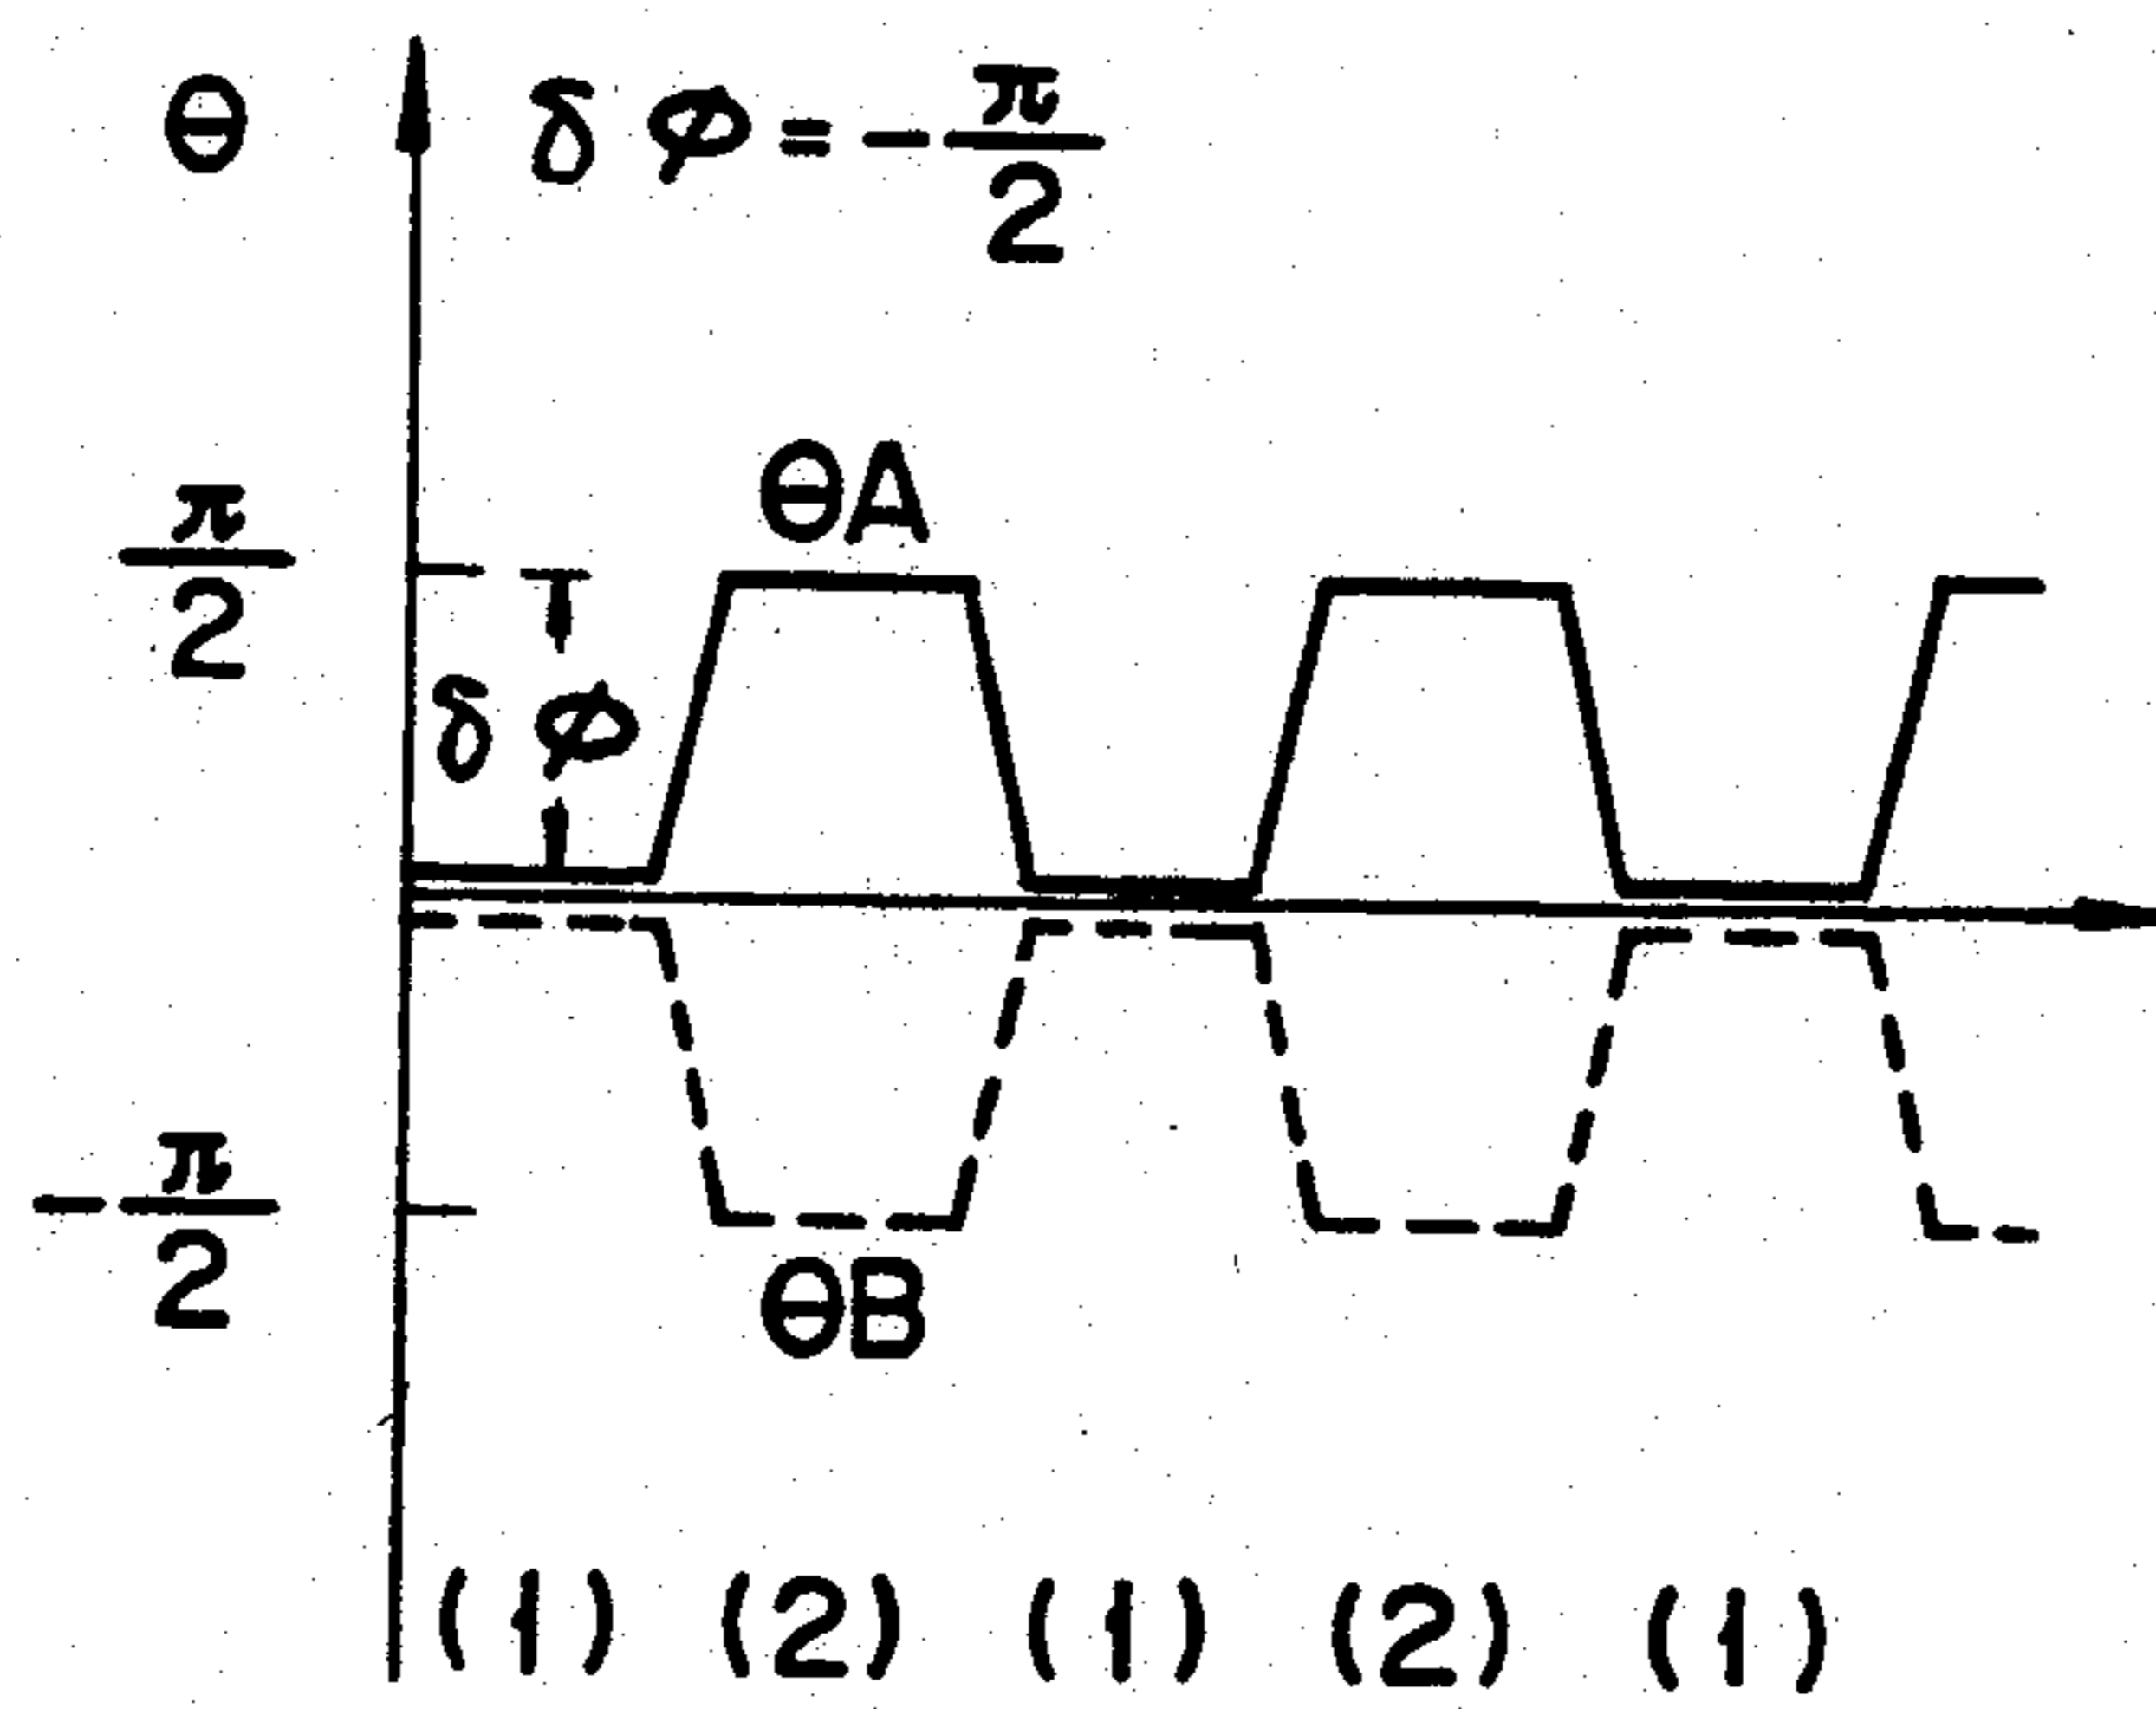 θ
δφ = -π/2
θA
π/2
δφ
-π/2
θB
(1) (2) (1) (2) (1)